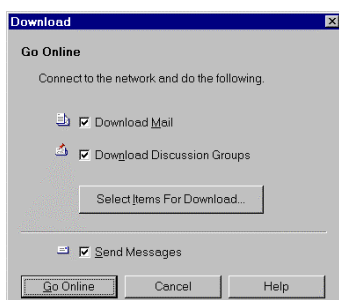 Download
Go Online
Connect to the network and do the following.
Download Mail
Download Discussion Groups
Select Items For Download...
Send Messages
Go Online Cancel Help